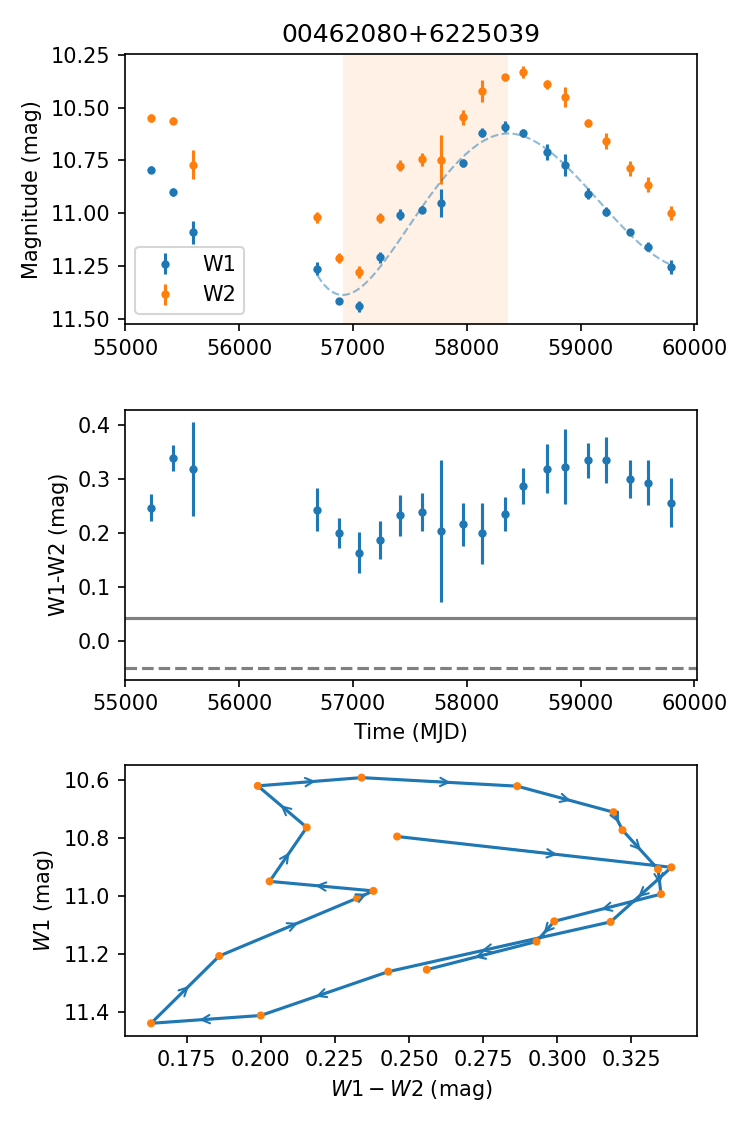 00462080+6225039
10.25
10.50
10.75
11.00
11.25
11.50
Magnitude (mag)
W1
W2
55000 56000 57000 58000 59000 60000
0.4
0.3
0.2
0.1
0.0
W1-W2 (mag)
55000 56000 57000 58000 59000 60000
Time (MJD)
10.6
10.8
11.0
11.2
11.4
W1 (mag)
0.175 0.200 0.225 0.250 0.275 0.300 0.325
W1 − W2 (mag)